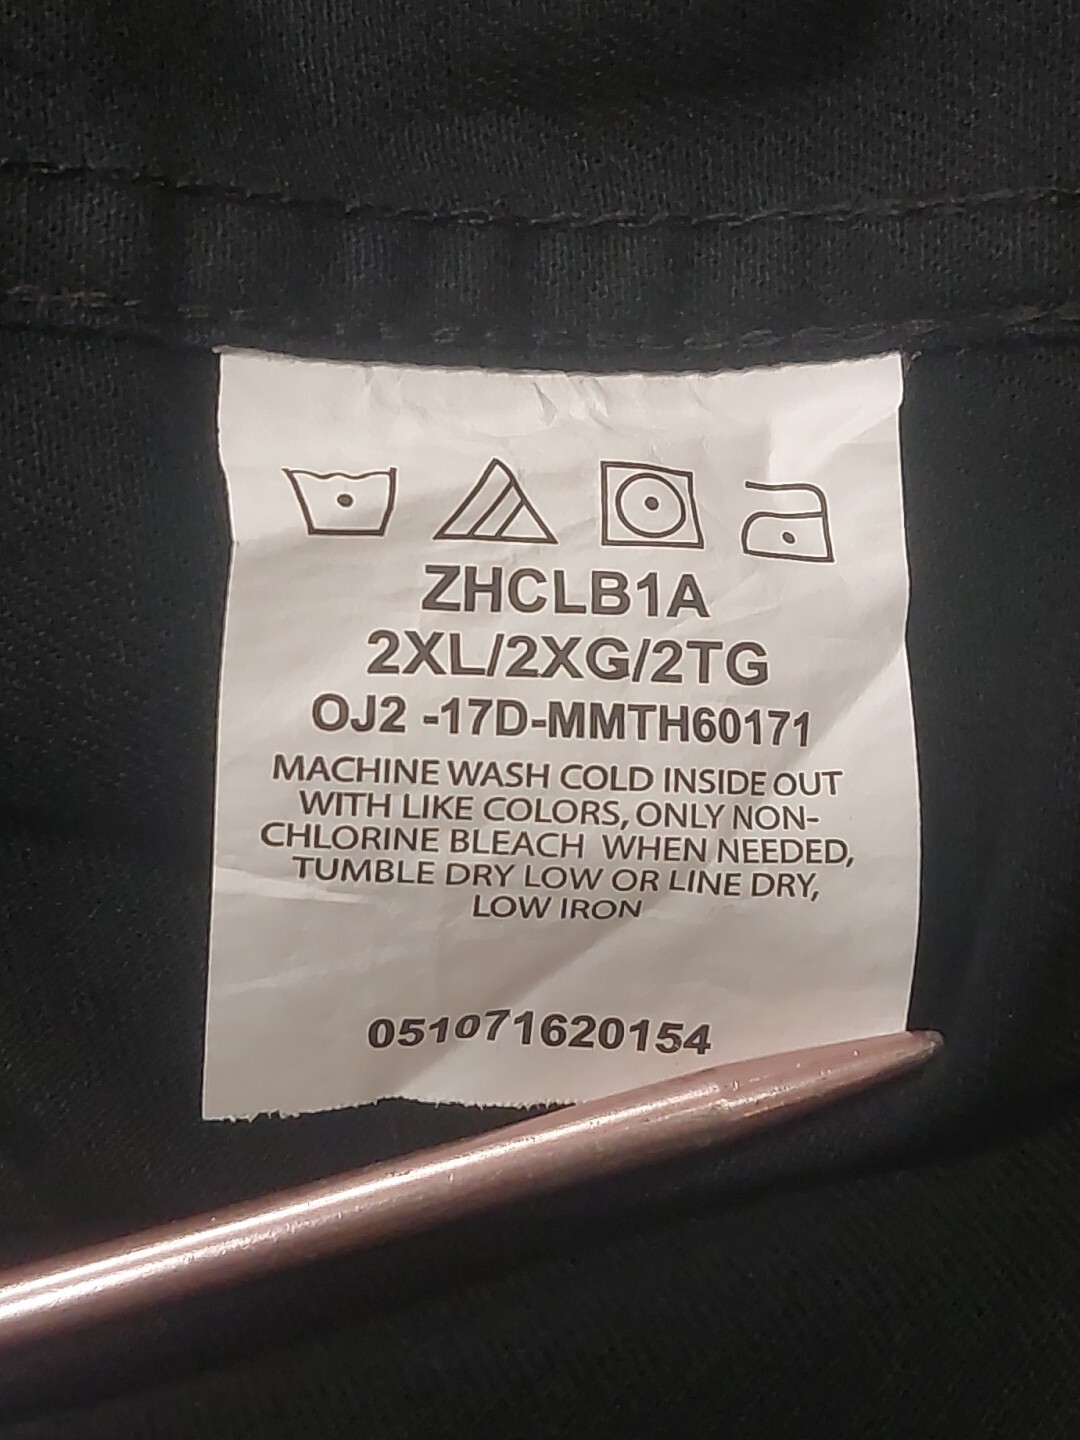 ZHCLB1A
2XL/2XG/2TG
OJ2 -17D-MMTH60171
MACHINE WASH COLD INSIDE OUT
WITH LIKE COLORS, ONLY NON-
CHLORINE BLEACH WHEN NEEDED,
TUMBLE DRY LOW OR LINE DRY,
LOW IRON
051071620154